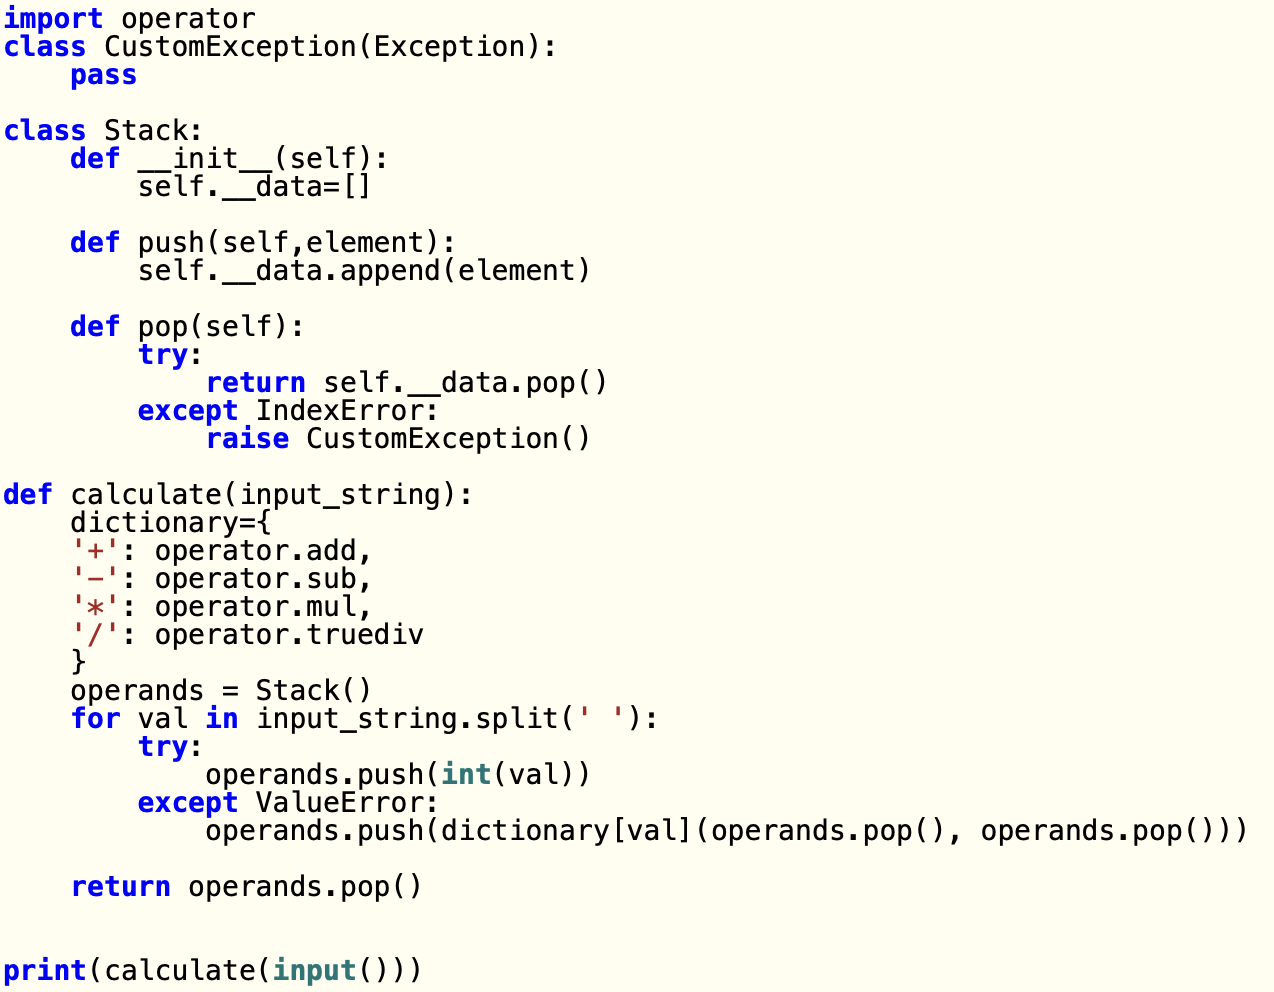 import operator
class CustomException(Exception):
    pass

class Stack:
    def __init__(self):
        self.__data=[]

    def push(self,element):
        self.__data.append(element)

    def pop(self):
        try:
            return self.__data.pop()
        except IndexError:
            raise CustomException()

def calculate(input_string):
    dictionary={
    '+': operator.add,
    '-': operator.sub,
    '*': operator.mul,
    '/': operator.truediv
    }
    operands = Stack()
    for val in input_string.split(' '):
        try:
            operands.push(int(val))
        except ValueError:
            operands.push(dictionary[val](operands.pop(), operands.pop()))

    return operands.pop()


print(calculate(input()))